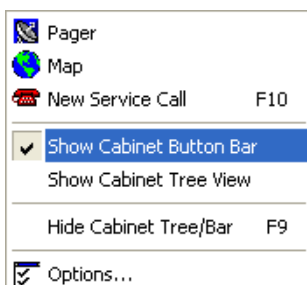 Pager
Map
New Service Call F10
Show Cabinet Button Bar
Show Cabinet Tree View
Hide Cabinet Tree/Bar F9
Options...